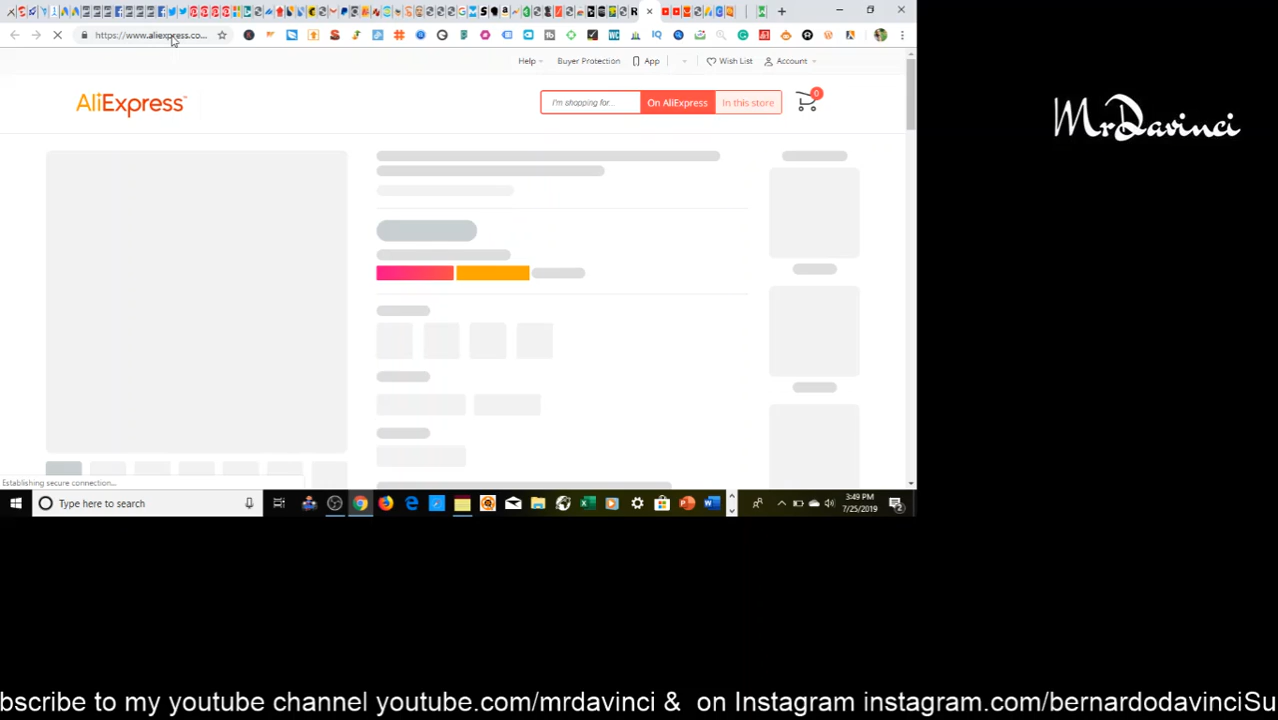 https://www.aliexpress.co...
Help
Buyer Protection
App
Wish List
Account
AliExpress™
I'm shopping for...
On AliExpress
In this store
0
MrDavinci
Establishing secure connection...
Type here to search
3:49 PM
7/25/2019
2
bscribe to my youtube channel youtube.com/mrdavinci & on Instagram instagram.com/bernardodavinciSu